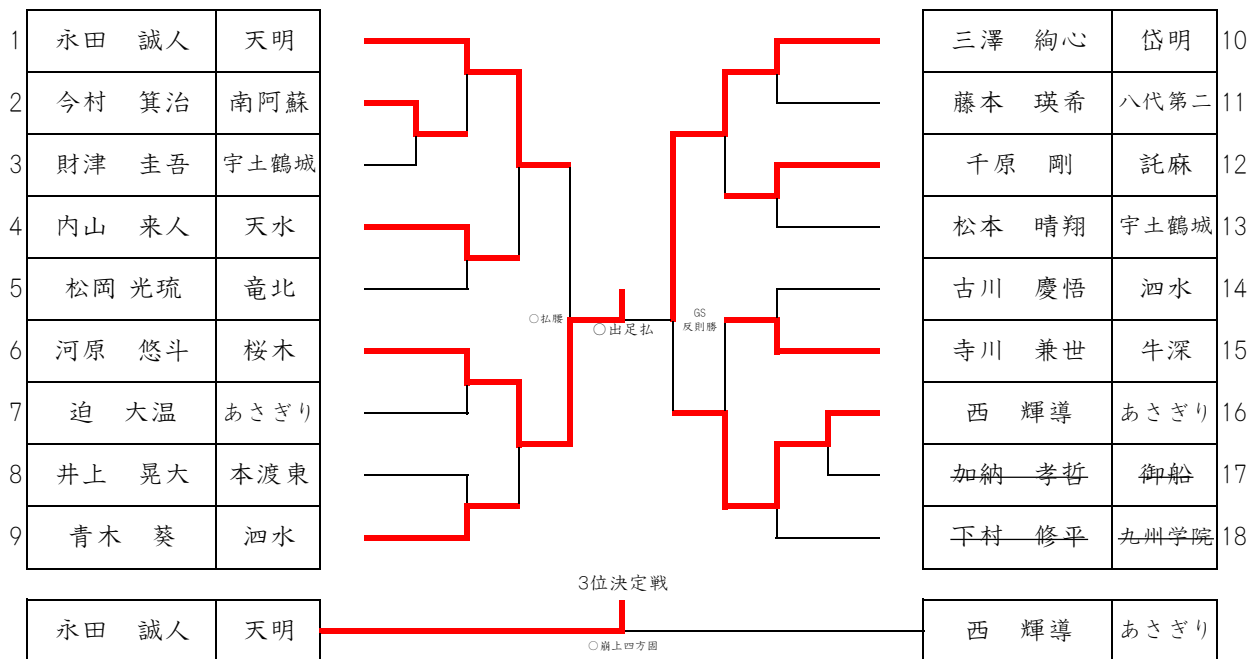 1 永田 誠人 天明
2 今村 箕治 南阿蘇
3 財津 圭吾 宇土鶴城
4 内山 来人 天水
5 松岡 光琉 竜北
6 河原 悠斗 桜木
7 迫 大温 あさぎり
8 井上 晃大 本渡東
9 青木 葵 泗水
○払腰
○出足払
GS
反則勝
三澤 絢心 岱明 10
藤本 瑛希 八代第二 11
千原 剛 託麻 12
松本 晴翔 宇土鶴城 13
古川 慶悟 泗水 14
寺川 兼世 牛深 15
西 輝導 あさぎり 16
加納 孝哲 御船 17
下村 修平 九州学院 18
3位決定戦
永田 誠人 天明
○崩上四方固
西 輝導 あさぎり